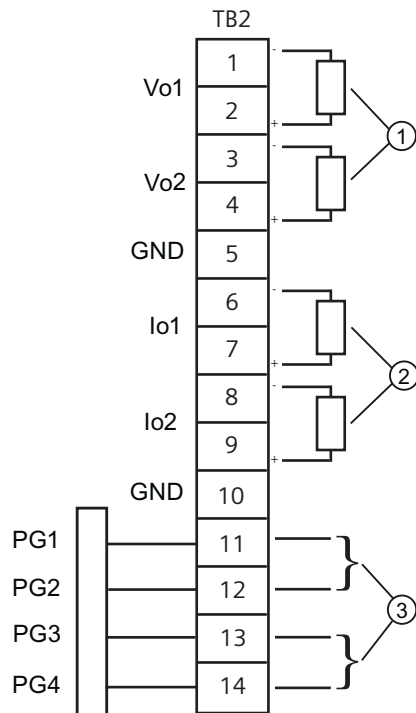 TB2
1 -
Vo1
2 +
1
3 -
Vo2
4 +
GND 5
6 -
Io1
7 +
2
8 -
Io2
9 +
GND 10
PG1 11
PG2 12
3
PG3 13
PG4 14